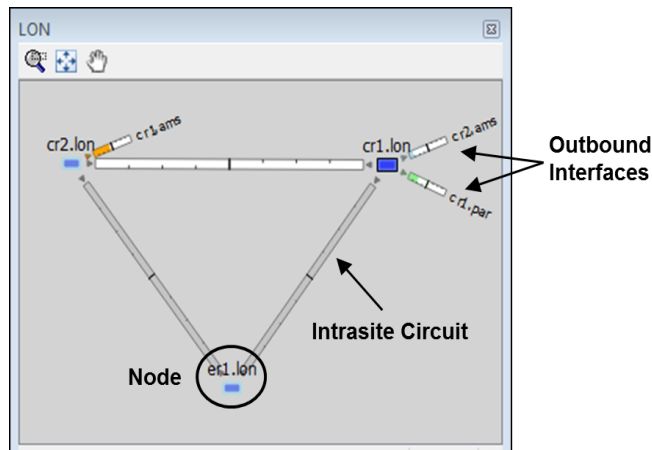 LON
cr1.ams
cr2.lon
cr1.lon
cr2.ams
cr1.par
Outbound
Interfaces
Intrasite Circuit
Node
er1.lon